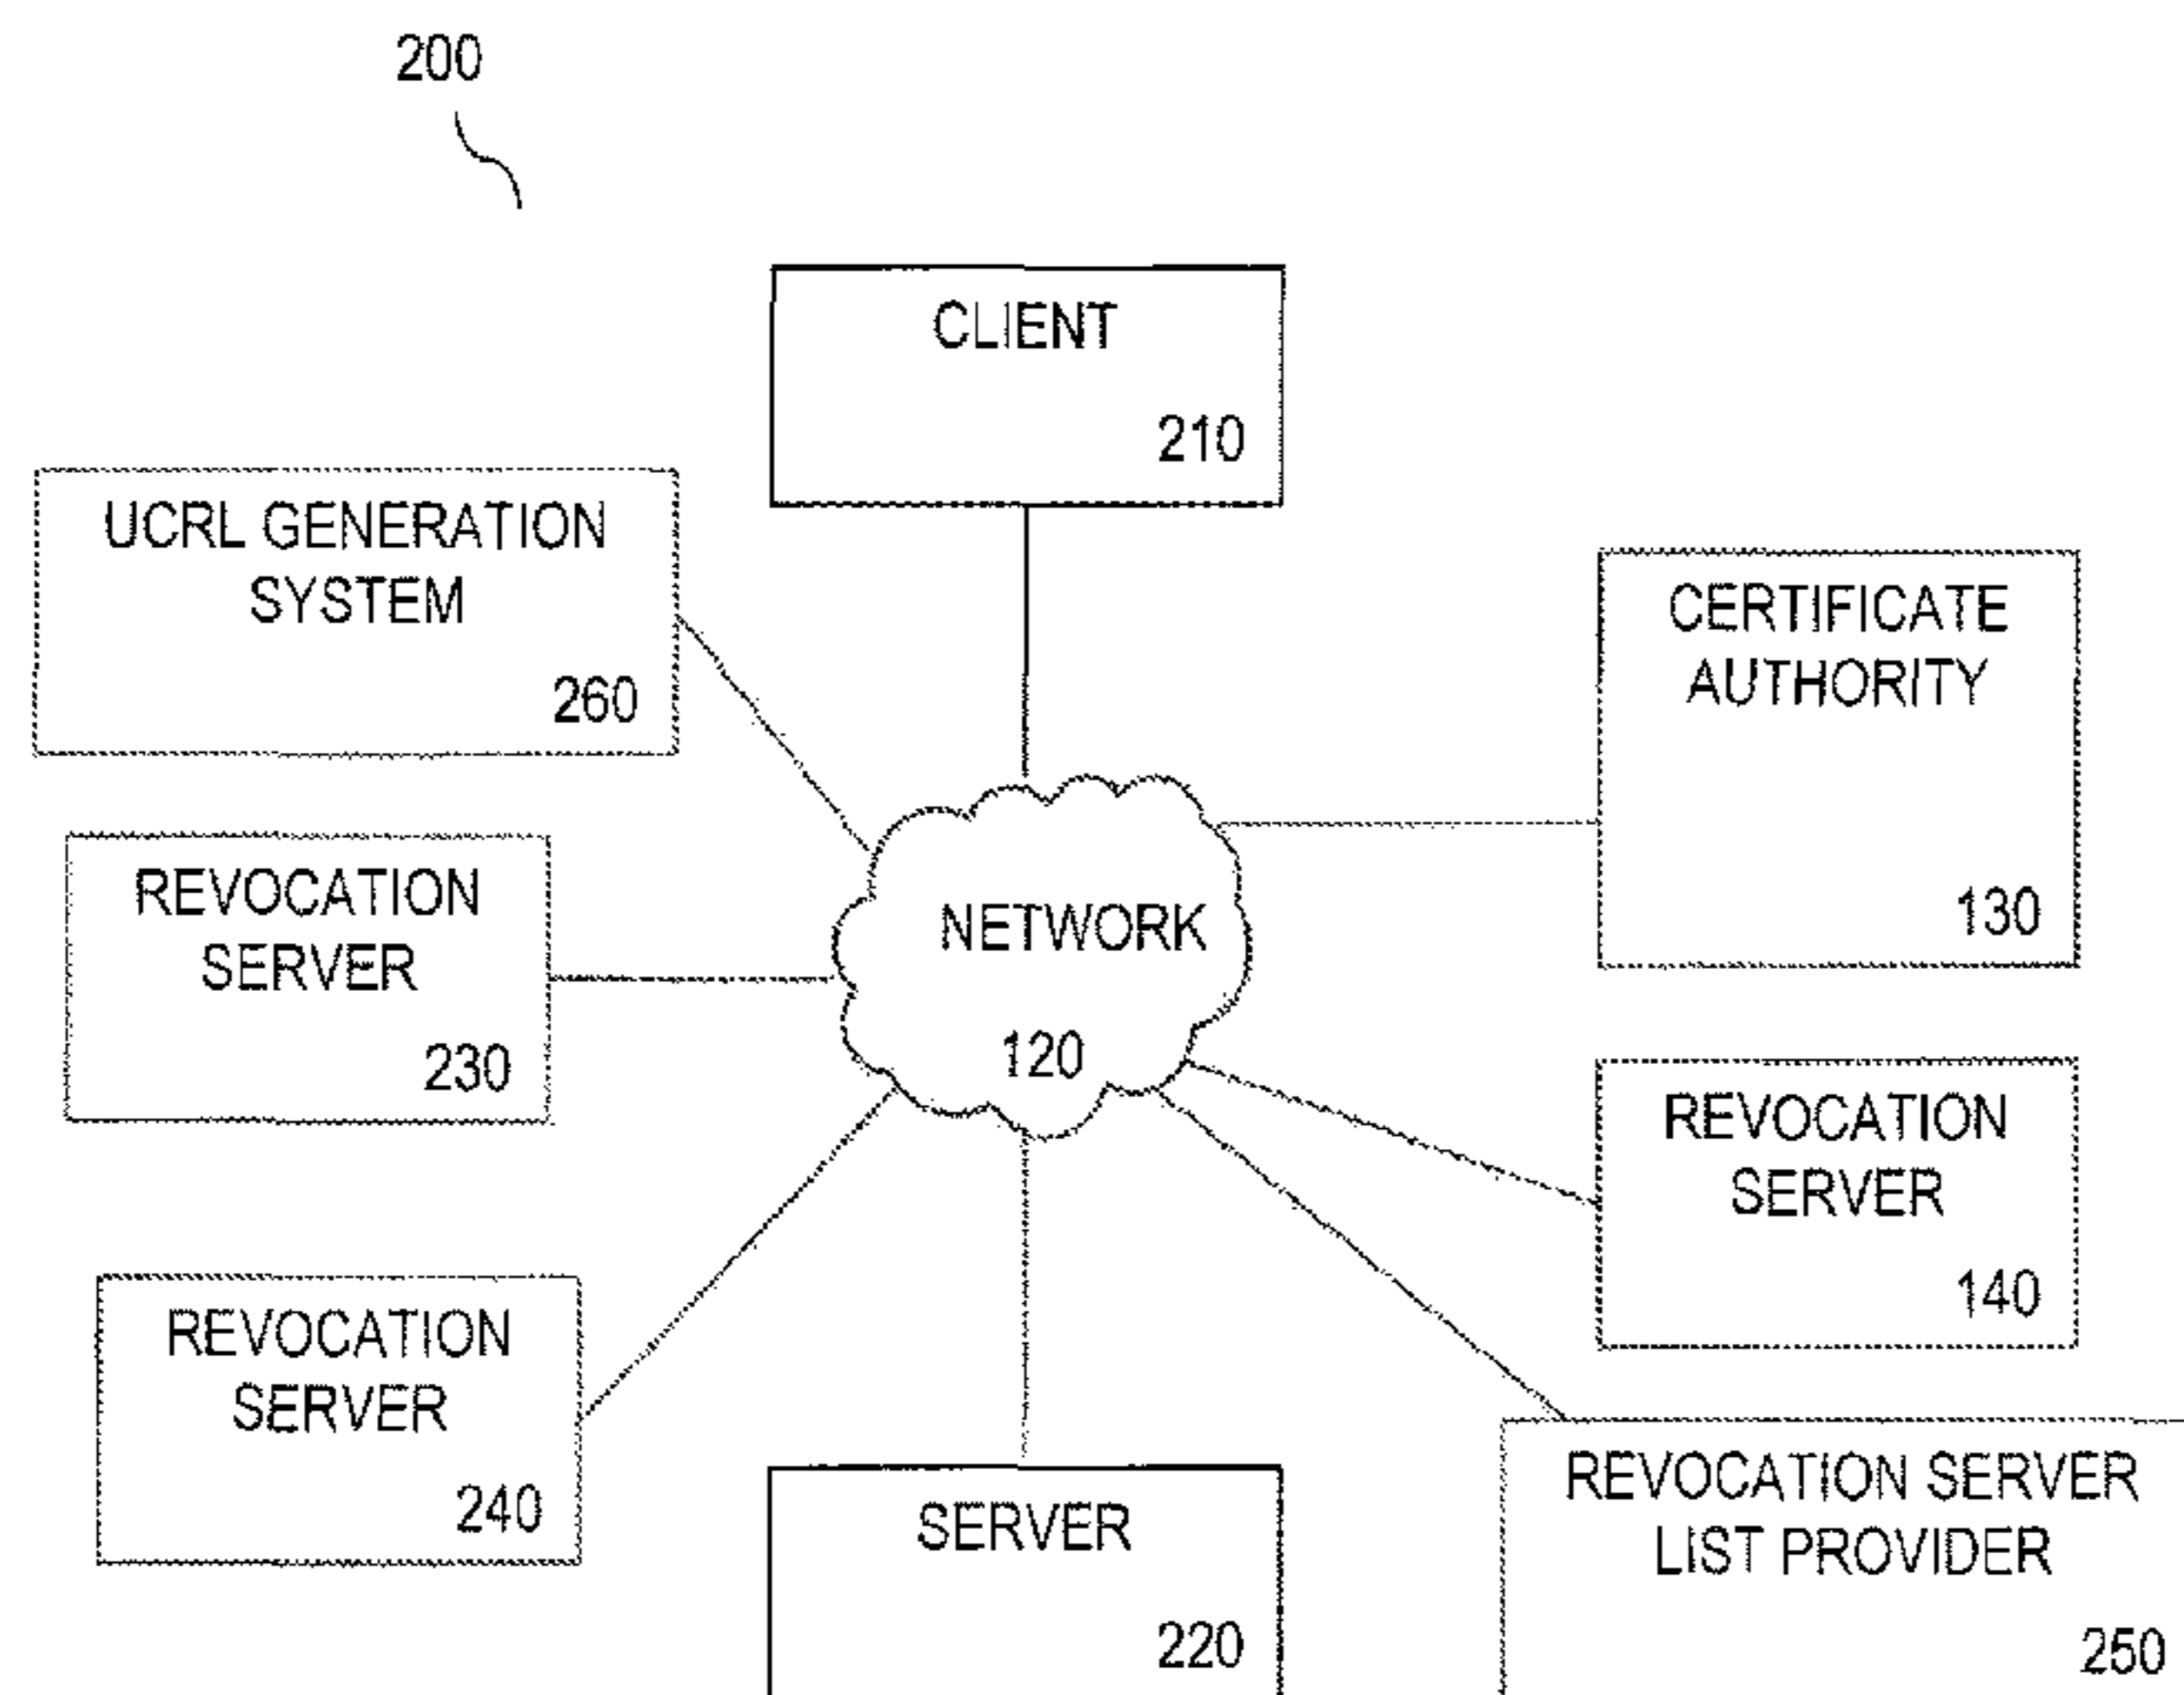 200
CLIENT
210
UCRL GENERATION
SYSTEM
260
CERTIFICATE
AUTHORITY
130
REVOCATION
SERVER
230
NETWORK
120
REVOCATION
SERVER
140
REVOCATION
SERVER
240
SERVER
220
REVOCATION SERVER
LIST PROVIDER
250